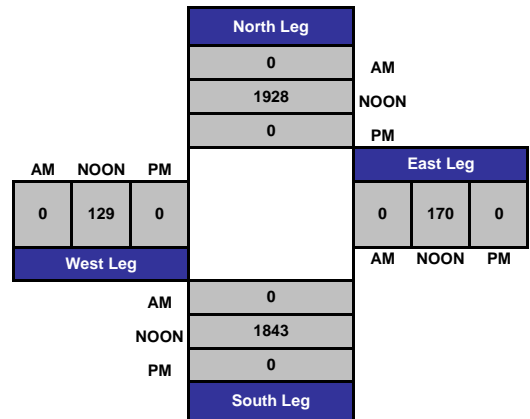 North Leg
0 AM
1928 NOON
0 PM
AM NOON PM
East Leg
0 129 0
0 170 0
West Leg
AM NOON PM
AM 0
NOON 1843
PM 0
South Leg